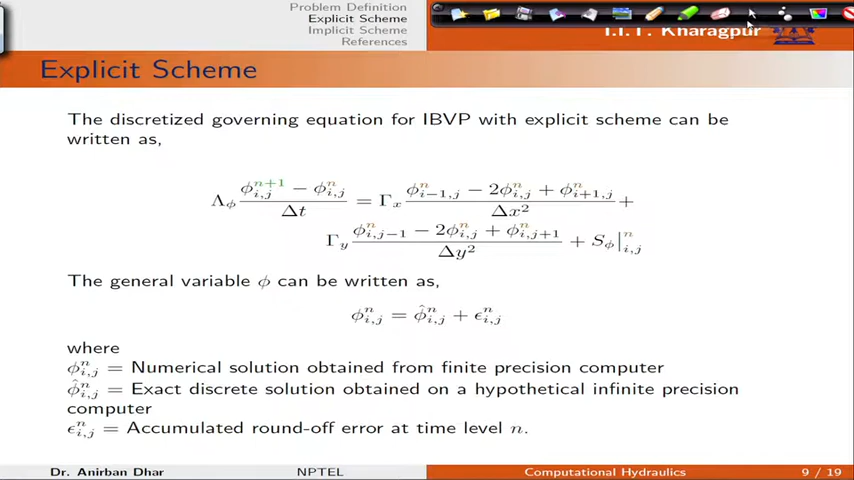 Problem Definition
Explicit Scheme
Implicit Scheme
References
I.I.T. Kharagpur
Explicit Scheme
The discretized governing equation for IBVP with explicit scheme can be
written as,
Λ_ϕ (ϕ^{n+1}_{i,j} − ϕ^n_{i,j}) / Δt = Γ_x (ϕ^n_{i−1,j} − 2ϕ^n_{i,j} + ϕ^n_{i+1,j}) / Δx² +
Γ_y (ϕ^n_{i,j−1} − 2ϕ^n_{i,j} + ϕ^n_{i,j+1}) / Δy² + S_ϕ|^n_{i,j}
The general variable ϕ can be written as,
ϕ^n_{i,j} = ϕ̂^n_{i,j} + ϵ^n_{i,j}
where
ϕ^n_{i,j} = Numerical solution obtained from finite precision computer
ϕ̂^n_{i,j} = Exact discrete solution obtained on a hypothetical infinite precision
computer
ϵ^n_{i,j} = Accumulated round-off error at time level n.
Dr. Anirban Dhar NPTEL Computational Hydraulics 9 / 19